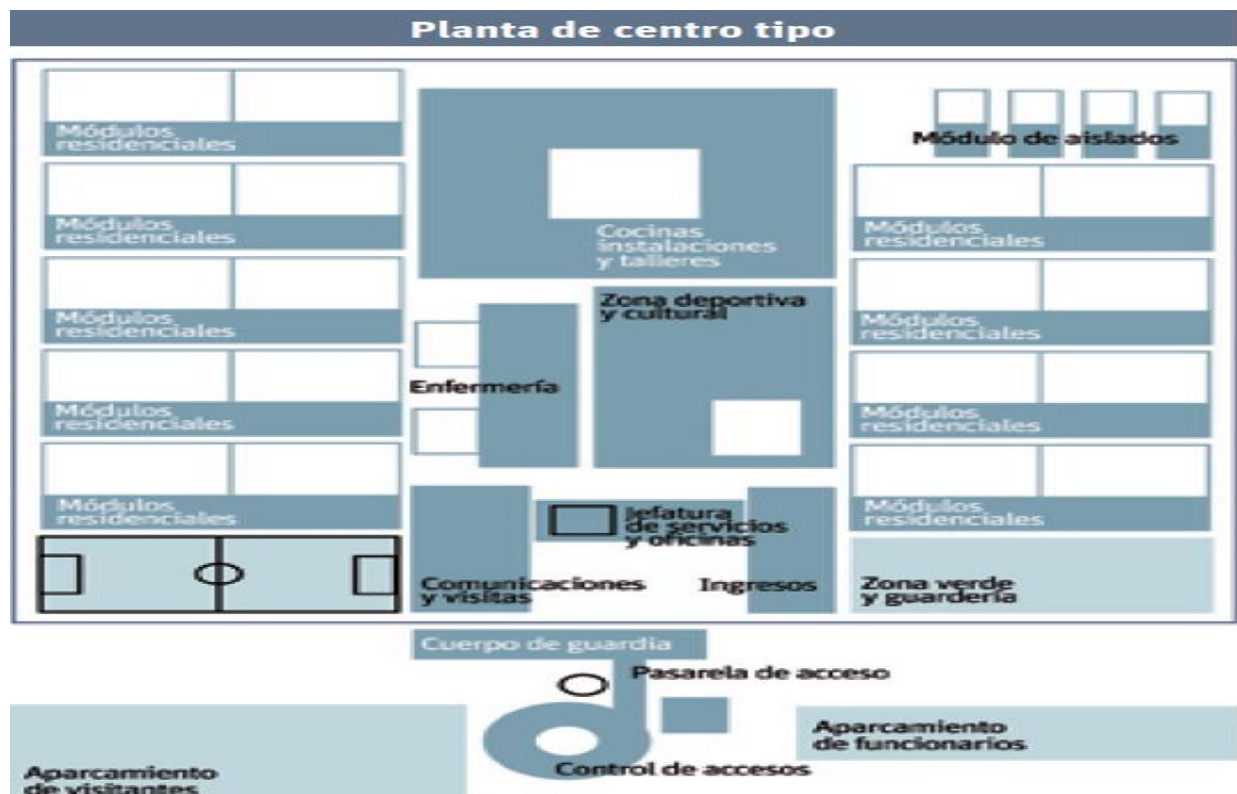 Planta de centro tipo
Módulos
residenciales
Módulos
residenciales
Módulos
residenciales
Módulos
residenciales
Módulos
residenciales
Cocinas
instalaciones
y talleres
Zona deportiva
y cultural
Enfermería
Jefatura
de servicios
y oficinas
Comunicaciones
y visitas
Ingresos
Módulo de aislados
Módulos
residenciales
Módulos
residenciales
Módulos
residenciales
Módulos
residenciales
Zona verde
y guardería
Cuerpo de guardia
Pasarela de acceso
Control de accesos
Aparcamiento
de funcionarios
Aparcamiento
de visitantes